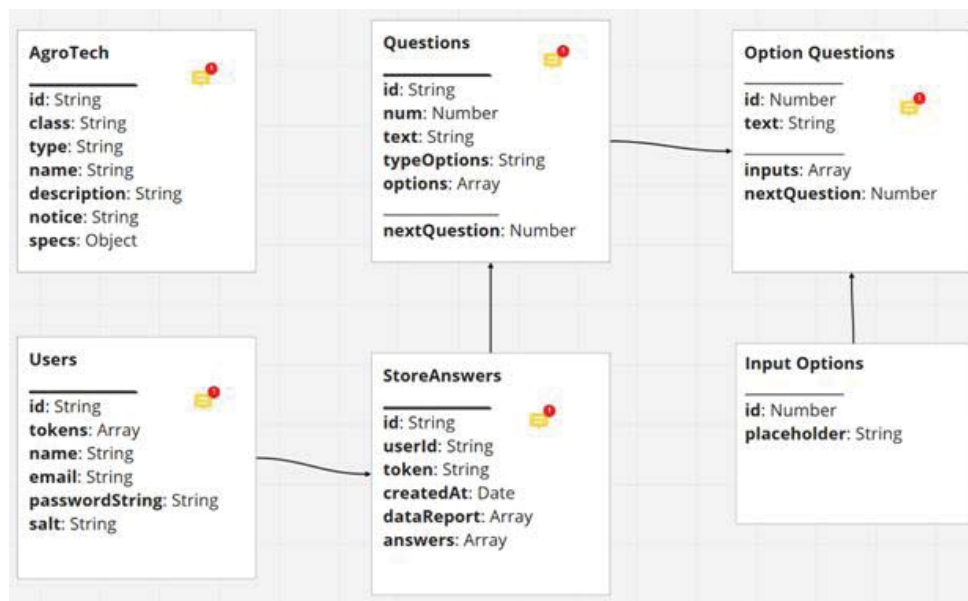 AgroTech
id: String
class: String
type: String
name: String
description: String
notice: String
specs: Object
Questions
id: String
num: Number
text: String
typeOptions: String
options: Array
nextQuestion: Number
Option Questions
id: Number
text: String
inputs: Array
nextQuestion: Number
Users
id: String
tokens: Array
name: String
email: String
passwordString: String
salt: String
StoreAnswers
id: String
userId: String
token: String
createdAt: Date
dataReport: Array
answers: Array
Input Options
id: Number
placeholder: String